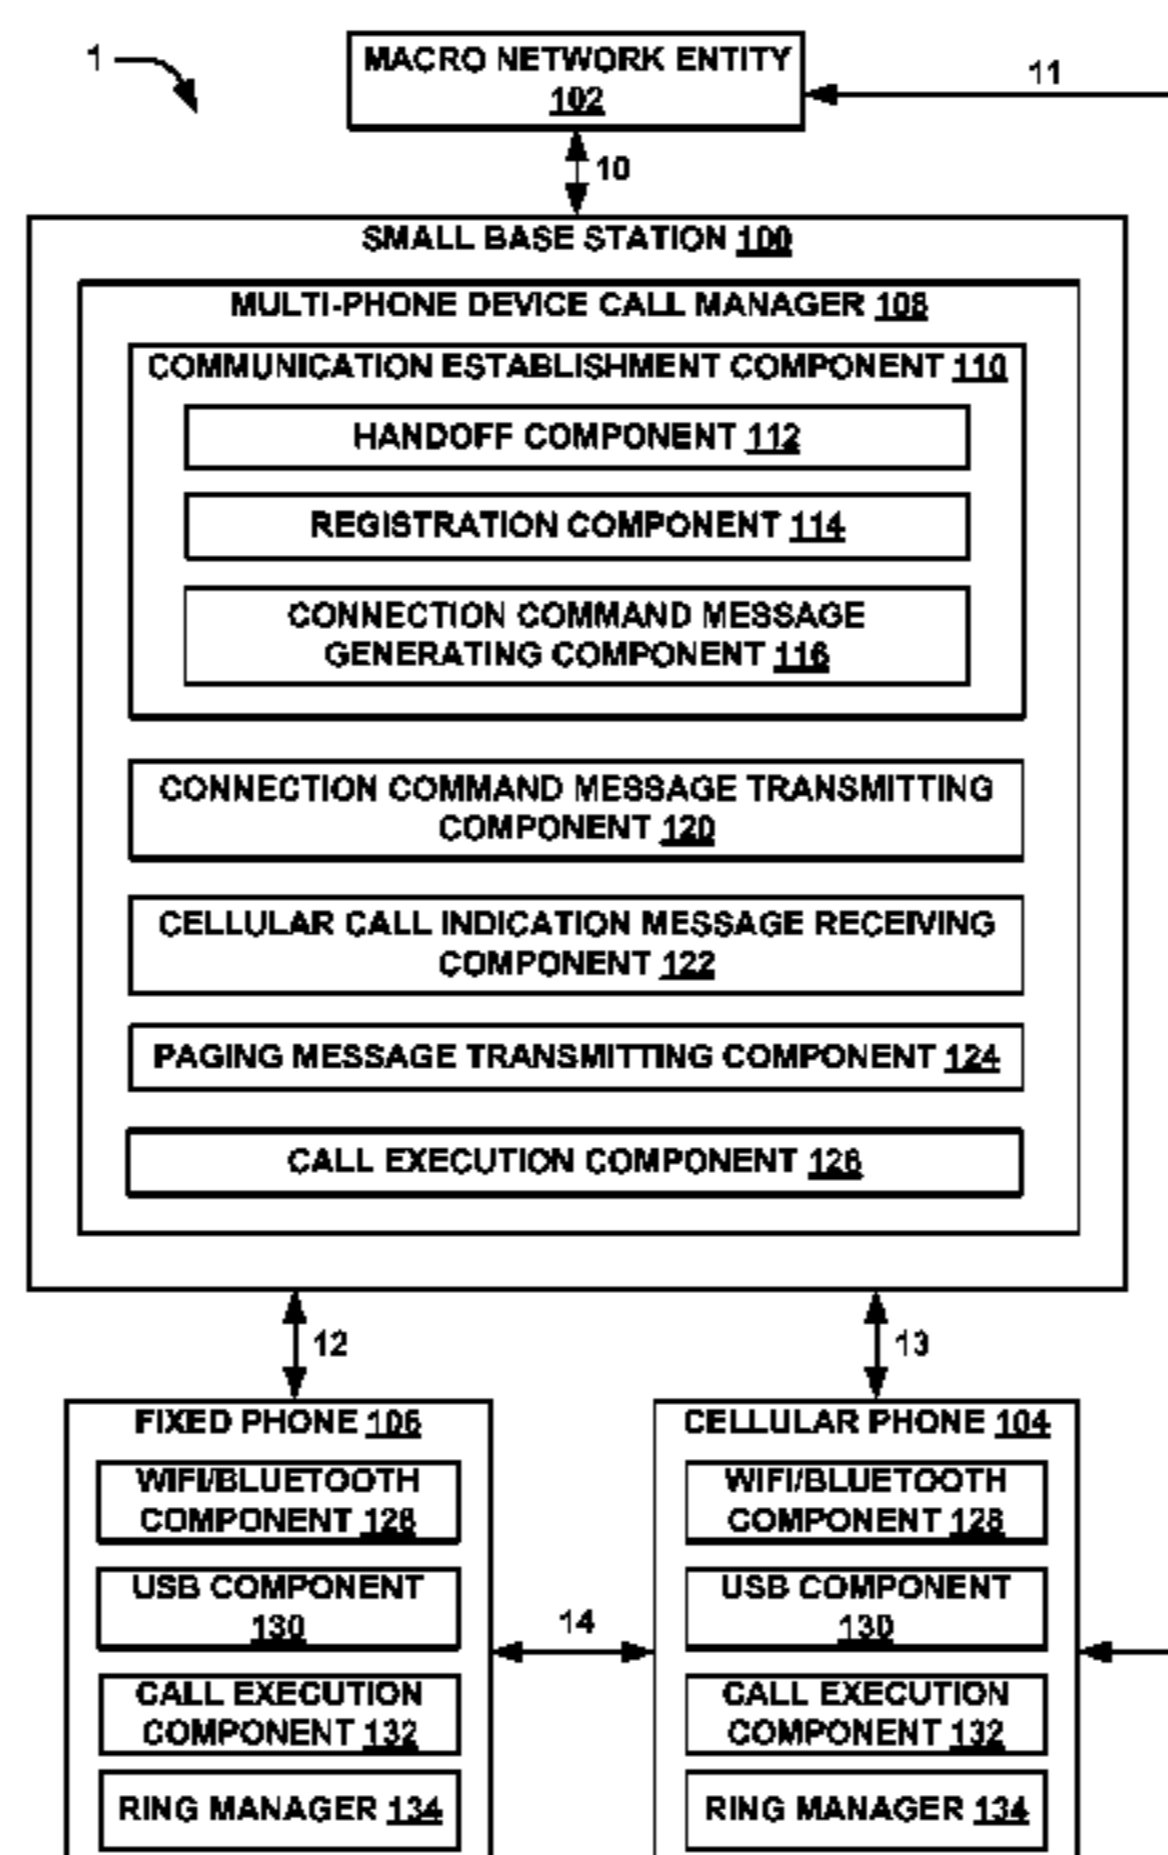 1
MACRO NETWORK ENTITY
102
11
10
SMALL BASE STATION 100
MULTI-PHONE DEVICE CALL MANAGER 108
COMMUNICATION ESTABLISHMENT COMPONENT 110
HANDOFF COMPONENT 112
REGISTRATION COMPONENT 114
CONNECTION COMMAND MESSAGE
GENERATING COMPONENT 116
CONNECTION COMMAND MESSAGE TRANSMITTING
COMPONENT 120
CELLULAR CALL INDICATION MESSAGE RECEIVING
COMPONENT 122
PAGING MESSAGE TRANSMITTING COMPONENT 124
CALL EXECUTION COMPONENT 126
12
13
FIXED PHONE 106
WIFI/BLUETOOTH
COMPONENT 128
USB COMPONENT
130
CALL EXECUTION
COMPONENT 132
RING MANAGER 134
14
CELLULAR PHONE 104
WIFI/BLUETOOTH
COMPONENT 128
USB COMPONENT
130
CALL EXECUTION
COMPONENT 132
RING MANAGER 134